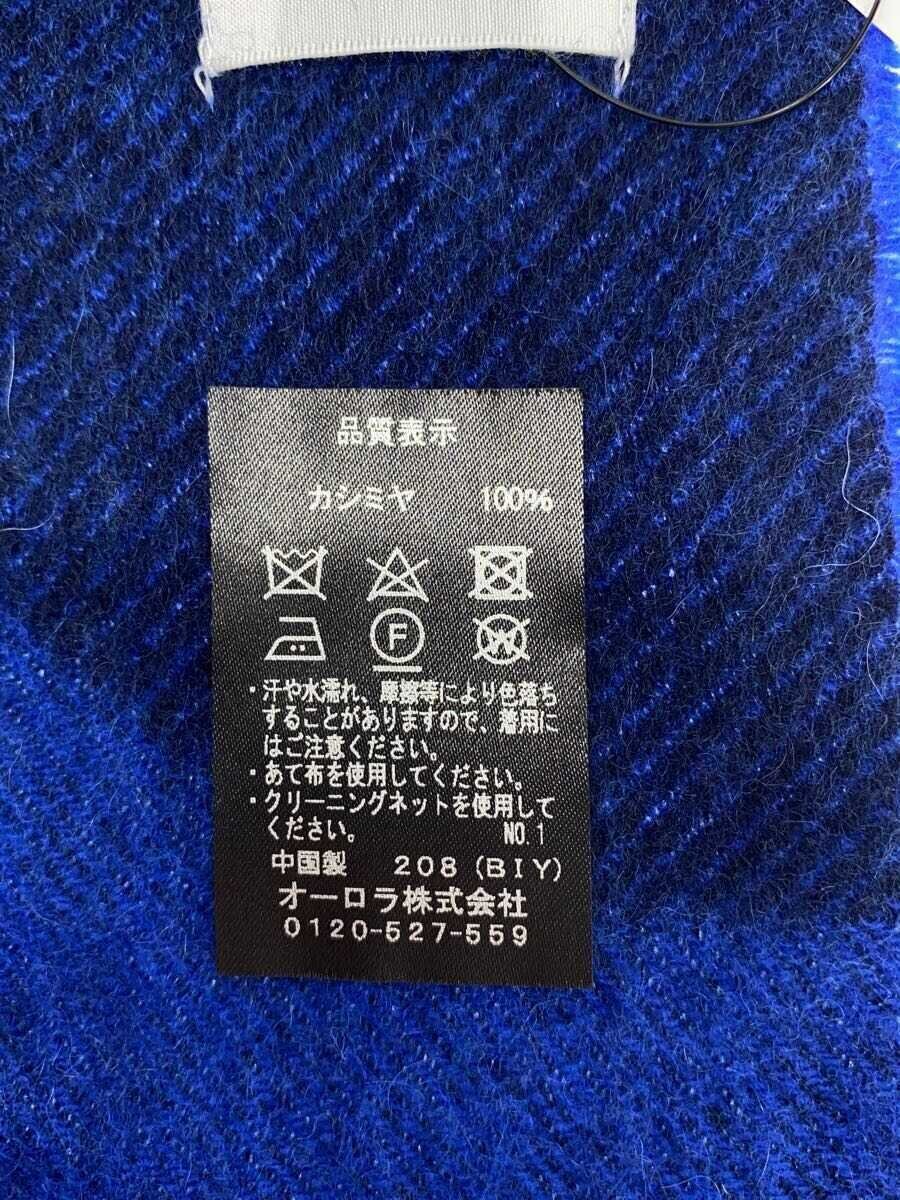 品質表示
カシミヤ 100%
F
W
・汗や水濡れ、摩擦等により色落ち
することがありますので、着用に
はご注意ください。
・あて布を使用してください。
・クリーニングネットを使用して
ください。 NO.1
中国製 208(BIY)
オーロラ株式会社
0120-527-559